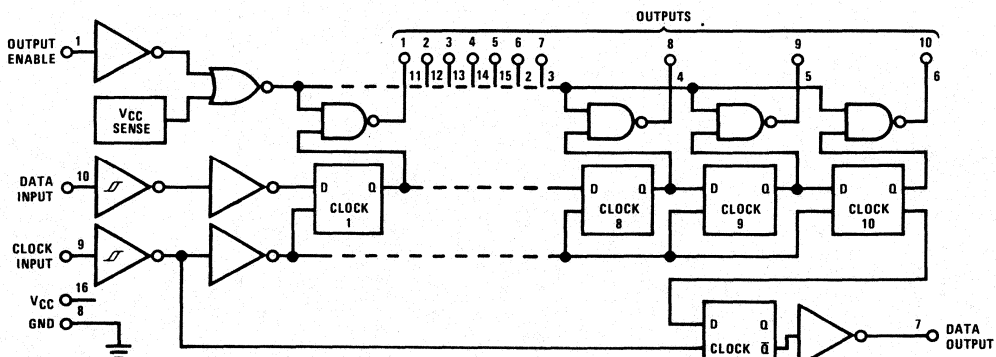 OUTPUTS
OUTPUT
ENABLE
1
1 2 3 4 5 6 7 8 9 10
11 12 13 14 15 2 3 4 5 6
VCC
SENSE
DATA
INPUT
10
D Q
CLOCK
1
D Q
CLOCK
8
D Q
CLOCK
9
D Q
CLOCK
10
CLOCK
INPUT
9
VCC
16
GND
8
D Q
CLOCK Q̅
7
DATA
OUTPUT